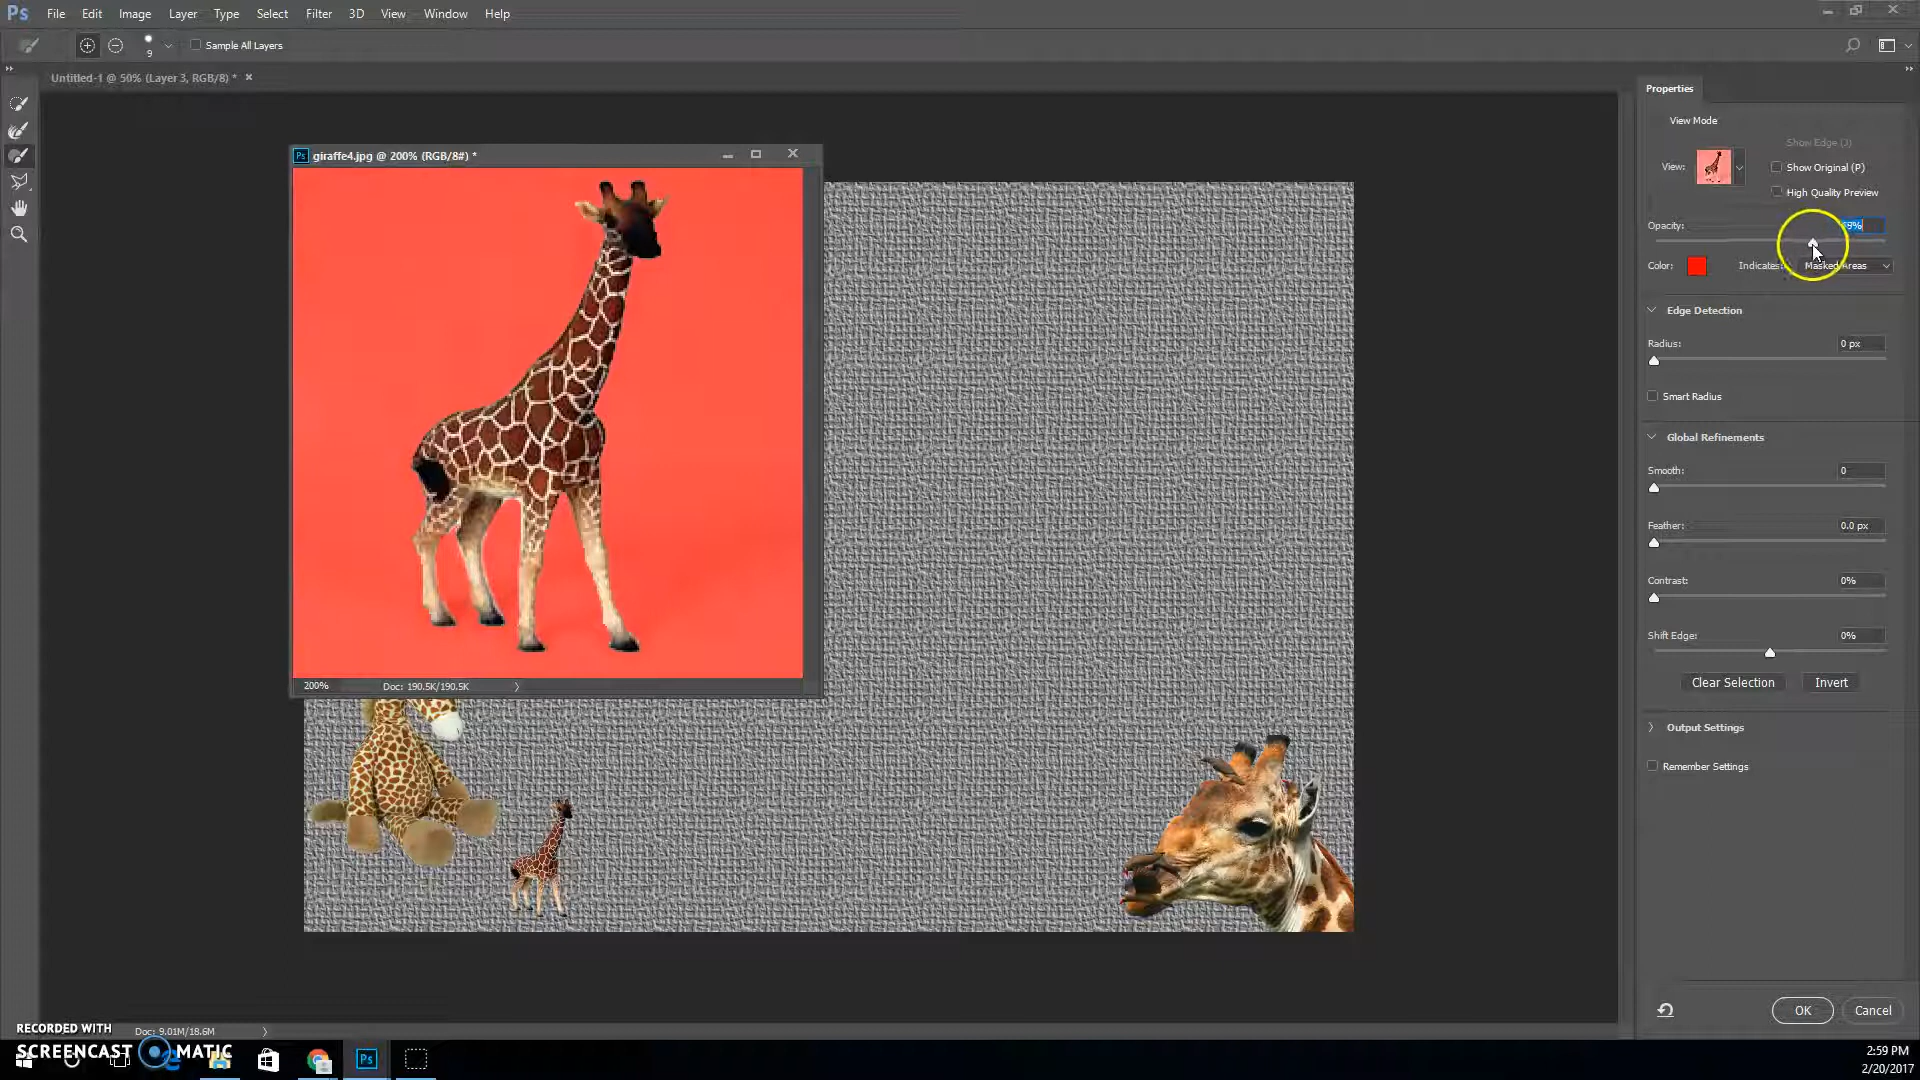 Ps File Edit Image Layer Type Select Filter 3D View Window Help
9 Sample All Layers
Untitled-1 @ 50% (Layer 3, RGB/8) * ×
Properties
View Mode
Show Edge (J)
View: Show Original (P)
High Quality Preview
Opacity:
Color: Indicates: Masked Areas
Edge Detection
Radius: 0 px
Smart Radius
Global Refinements
Smooth: 0
Feather: 0.0 px
Contrast: 0%
Shift Edge: 0%
Clear Selection Invert
Output Settings
Remember Settings
OK Cancel
Ps giraffe4.jpg @ 200% (RGB/8#) *
200% Doc: 190.5K/190.5K
Doc: 9.01M/18.6M
RECORDED WITH
SCREENCAST MATIC
Ps
2:59 PM
2/20/2017